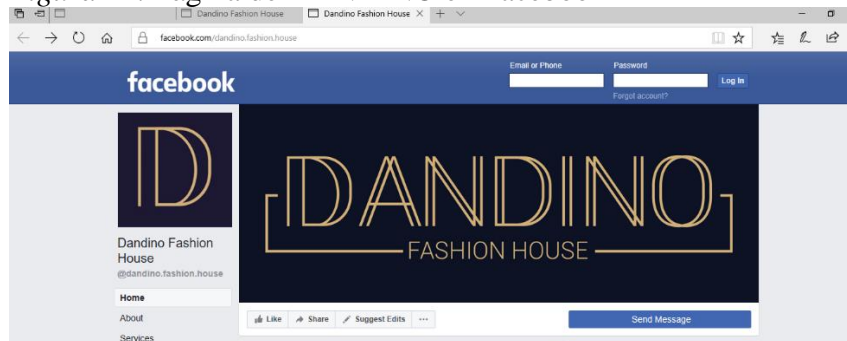 Dandino Fashion House
Dandino Fashion House
facebook.com/dandino.fashion.house
facebook
Email or Phone
Password
Log In
Forgot account?
D
DANDINO
FASHION HOUSE
Dandino Fashion
House
@dandino.fashion.house
Home
About
Services
Like
Share
Suggest Edits
Send Message